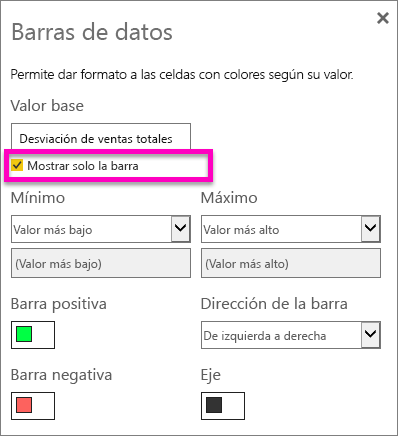 Barras de datos
Permite dar formato a las celdas con colores según su valor.
Valor base
Desviación de ventas totales
Mostrar solo la barra
Mínimo
Máximo
Valor más bajo
Valor más alto
(Valor más bajo)
(Valor más alto)
Barra positiva
Dirección de la barra
De izquierda a derecha
Barra negativa
Eje